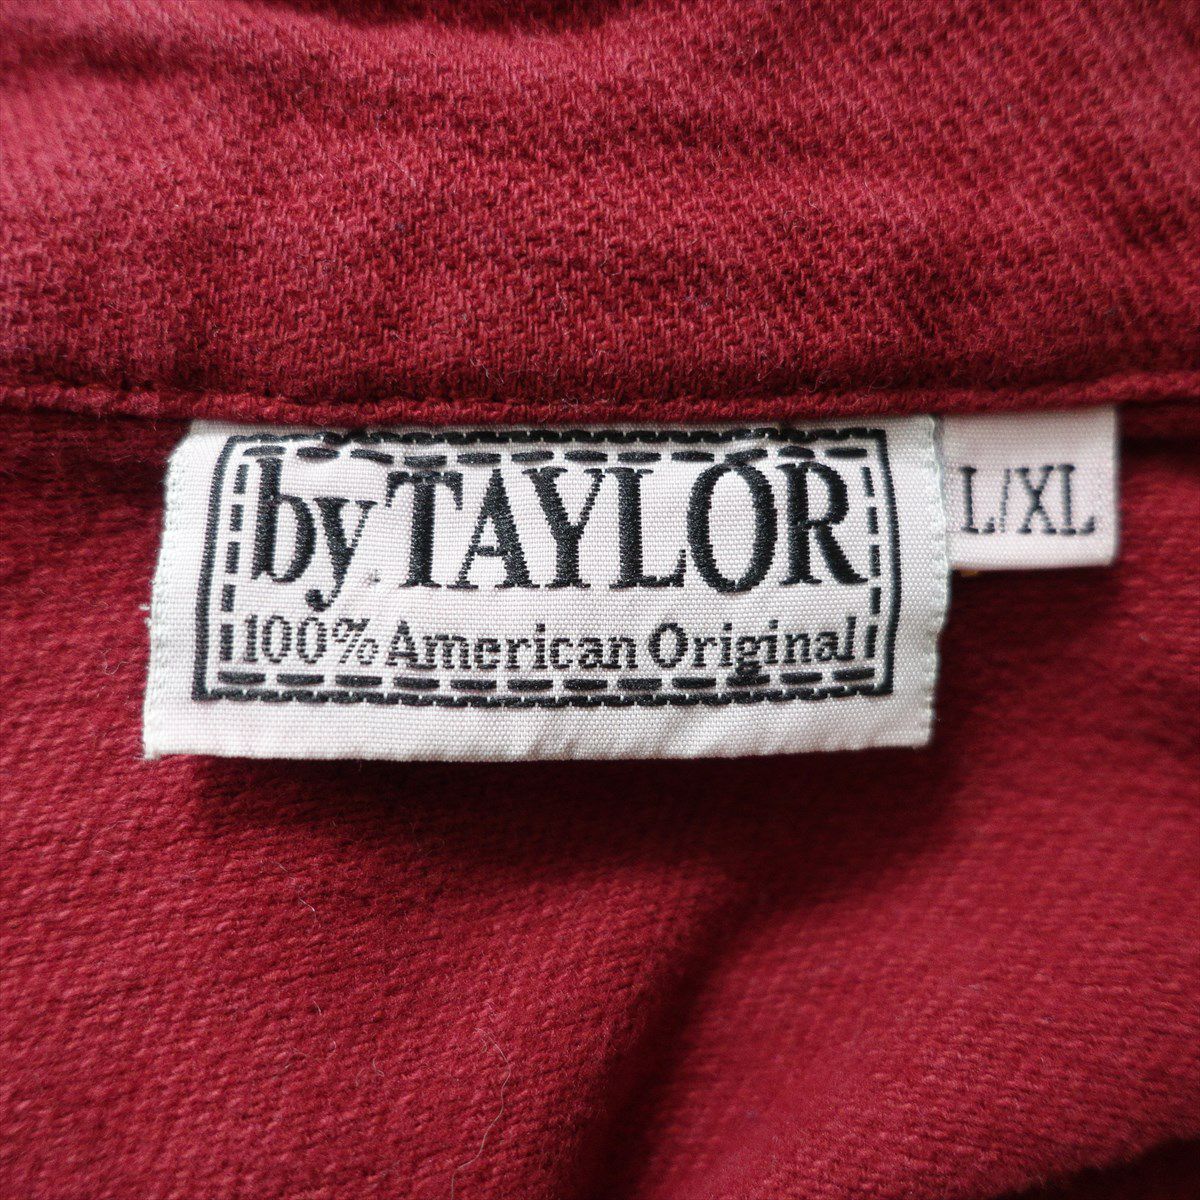 by TAYLOR
100% American Original
L/XL